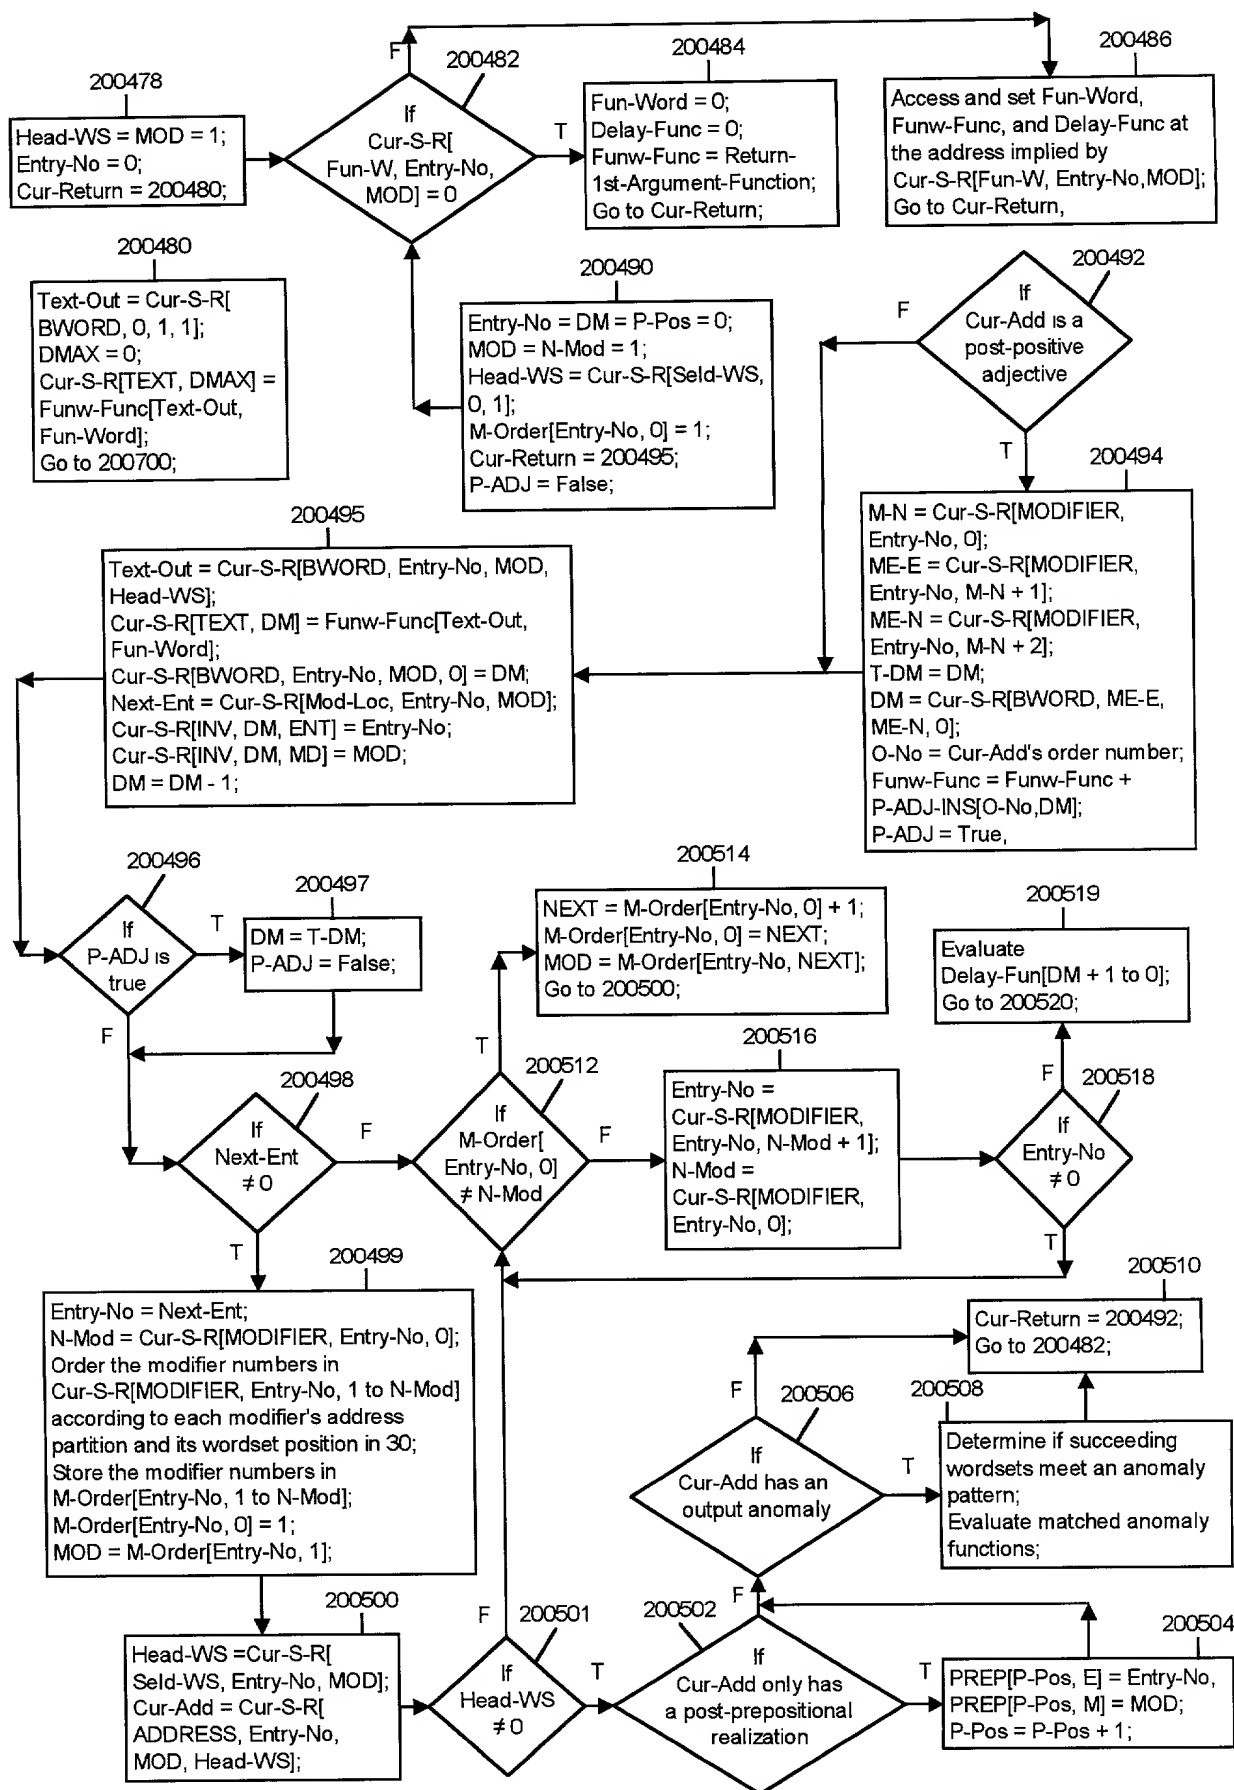 200478
Head-WS = MOD = 1;
Entry-No = 0;
Cur-Return = 200480;
F
200482
If
Cur-S-R[
Fun-W, Entry-No,
MOD] = 0
T
200484
Fun-Word = 0;
Delay-Func = 0;
Funw-Func = Return-
1st-Argument-Function;
Go to Cur-Return;
200486
Access and set Fun-Word,
Funw-Func, and Delay-Func at
the address implied by
Cur-S-R[Fun-W, Entry-No,MOD];
Go to Cur-Return,
200480
Text-Out = Cur-S-R[
BWORD, 0, 1, 1];
DMAX = 0;
Cur-S-R[TEXT, DMAX] =
Funw-Func[Text-Out,
Fun-Word];
Go to 200700;
200490
Entry-No = DM = P-Pos = 0;
MOD = N-Mod = 1;
Head-WS = Cur-S-R[Seld-WS,
0, 1];
M-Order[Entry-No, 0] = 1;
Cur-Return = 200495;
P-ADJ = False;
200492
F
If
Cur-Add is a
post-positive
adjective
T
200494
M-N = Cur-S-R[MODIFIER,
Entry-No, 0];
ME-E = Cur-S-R[MODIFIER,
Entry-No, M-N + 1];
ME-N = Cur-S-R[MODIFIER,
Entry-No, M-N + 2];
T-DM = DM;
DM = Cur-S-R[BWORD, ME-E,
ME-N, 0];
O-No = Cur-Add's order number;
Funw-Func = Funw-Func +
P-ADJ-INS[O-No,DM];
P-ADJ = True,
200495
Text-Out = Cur-S-R[BWORD, Entry-No, MOD,
Head-WS];
Cur-S-R[TEXT, DM] = Funw-Func[Text-Out,
Fun-Word];
Cur-S-R[BWORD, Entry-No, MOD, 0] = DM;
Next-Ent = Cur-S-R[Mod-Loc, Entry-No, MOD];
Cur-S-R[INV, DM, ENT] = Entry-No;
Cur-S-R[INV, DM, MD] = MOD;
DM = DM - 1;
200496
If
P-ADJ is
true
T
F
200497
DM = T-DM;
P-ADJ = False;
200514
NEXT = M-Order[Entry-No, 0] + 1;
M-Order[Entry-No, 0] = NEXT;
MOD = M-Order[Entry-No, NEXT];
Go to 200500;
200519
Evaluate
Delay-Fun[DM + 1 to 0];
Go to 200520;
200498
If
Next-Ent
≠ 0
F
T
T
200512
If
M-Order[
Entry-No, 0]
≠ N-Mod
F
200516
Entry-No =
Cur-S-R[MODIFIER,
Entry-No, N-Mod + 1];
N-Mod =
Cur-S-R[MODIFIER,
Entry-No, 0];
F
200518
If
Entry-No
≠ 0
T
200499
Entry-No = Next-Ent;
N-Mod = Cur-S-R[MODIFIER, Entry-No, 0];
Order the modifier numbers in
Cur-S-R[MODIFIER, Entry-No, 1 to N-Mod]
according to each modifier's address
partition and its wordset position in 30;
Store the modifier numbers in
M-Order[Entry-No, 1 to N-Mod];
M-Order[Entry-No, 0] = 1;
MOD = M-Order[Entry-No, 1];
200510
Cur-Return = 200492;
Go to 200482;
F
200506
If
Cur-Add has an
output anomaly
T
200508
Determine if succeeding
wordsets meet an anomaly
pattern;
Evaluate matched anomaly
functions;
200500
Head-WS =Cur-S-R[
Seld-WS, Entry-No, MOD];
Cur-Add = Cur-S-R[
ADDRESS, Entry-No,
MOD, Head-WS];
F
200501
If
Head-WS
≠ 0
T
200502
F
If
Cur-Add only has
a post-prepositional
realization
T
200504
PREP[P-Pos, E] = Entry-No,
PREP[P-Pos, M] = MOD;
P-Pos = P-Pos + 1;